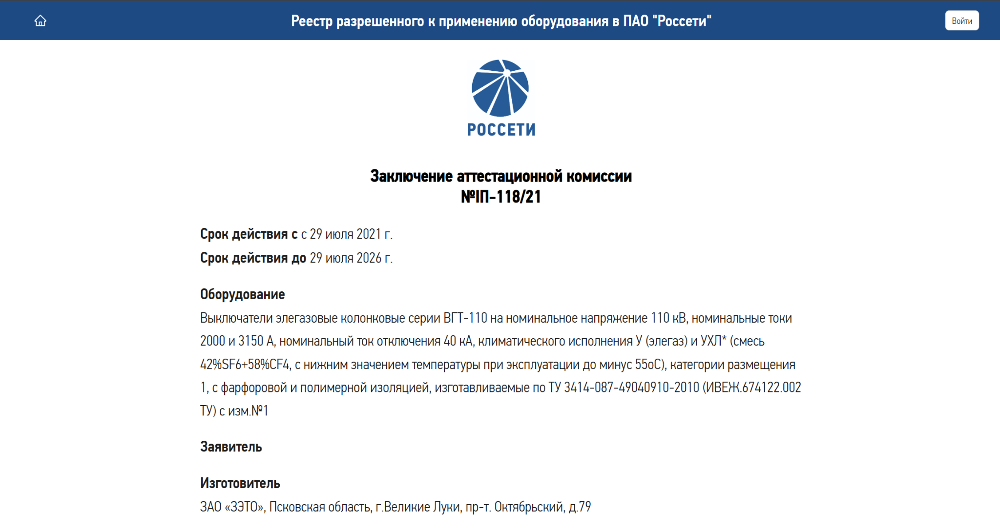 Реестр разрешенного к применению оборудования в ПАО "Россети"
Войти
РОССЕТИ
Заключение аттестационной комиссии
№IП-118/21
Срок действия с с 29 июля 2021 г.
Срок действия до 29 июля 2026 г.
Оборудование
Выключатели элегазовые колонковые серии ВГТ-110 на номинальное напряжение 110 кВ, номинальные токи
2000 и 3150 А, номинальный ток отключения 40 кА, климатического исполнения У (элегаз) и УХЛ* (смесь
42%SF6+58%CF4, с нижним значением температуры при эксплуатации до минус 55оС), категории размещения
1, с фарфоровой и полимерной изоляцией, изготавливаемые по ТУ 3414-087-49040910-2010 (ИВЕЖ.674122.002
ТУ) с изм.№1
Заявитель
Изготовитель
ЗАО «ЗЭТО», Псковская область, г.Великие Луки, пр-т. Октябрьский, д.79